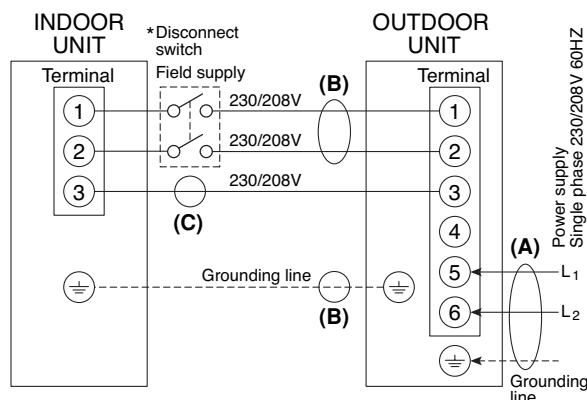 INDOOR
UNIT
OUTDOOR
UNIT
*Disconnect
switch
Field supply
Terminal
Terminal
(B)
1
230/208V
1
2
230/208V
2
3
230/208V
3
(C)
4
Power supply
Single phase 230/208V 60HZ
(A)
5
L1
Grounding line
(B)
6
L2
Grounding
line